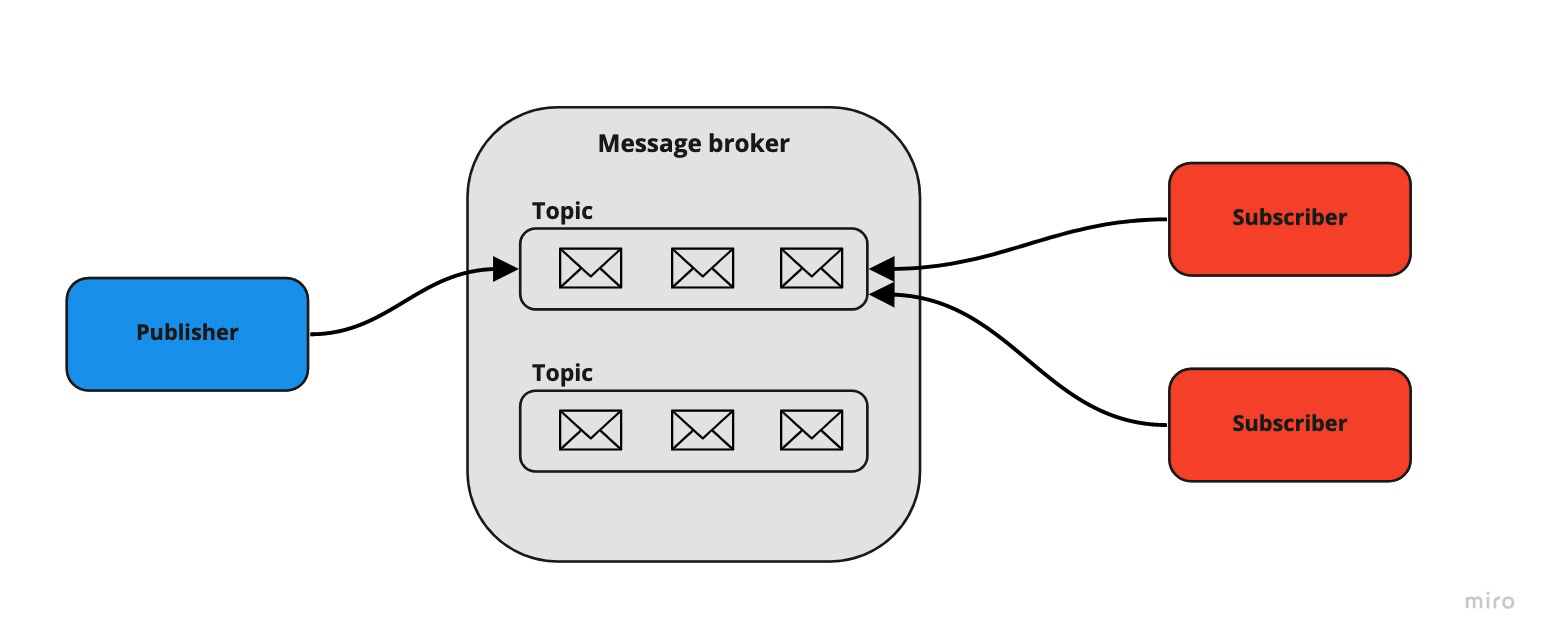 Message broker
Topic
Subscriber
Publisher
Topic
Subscriber
miro